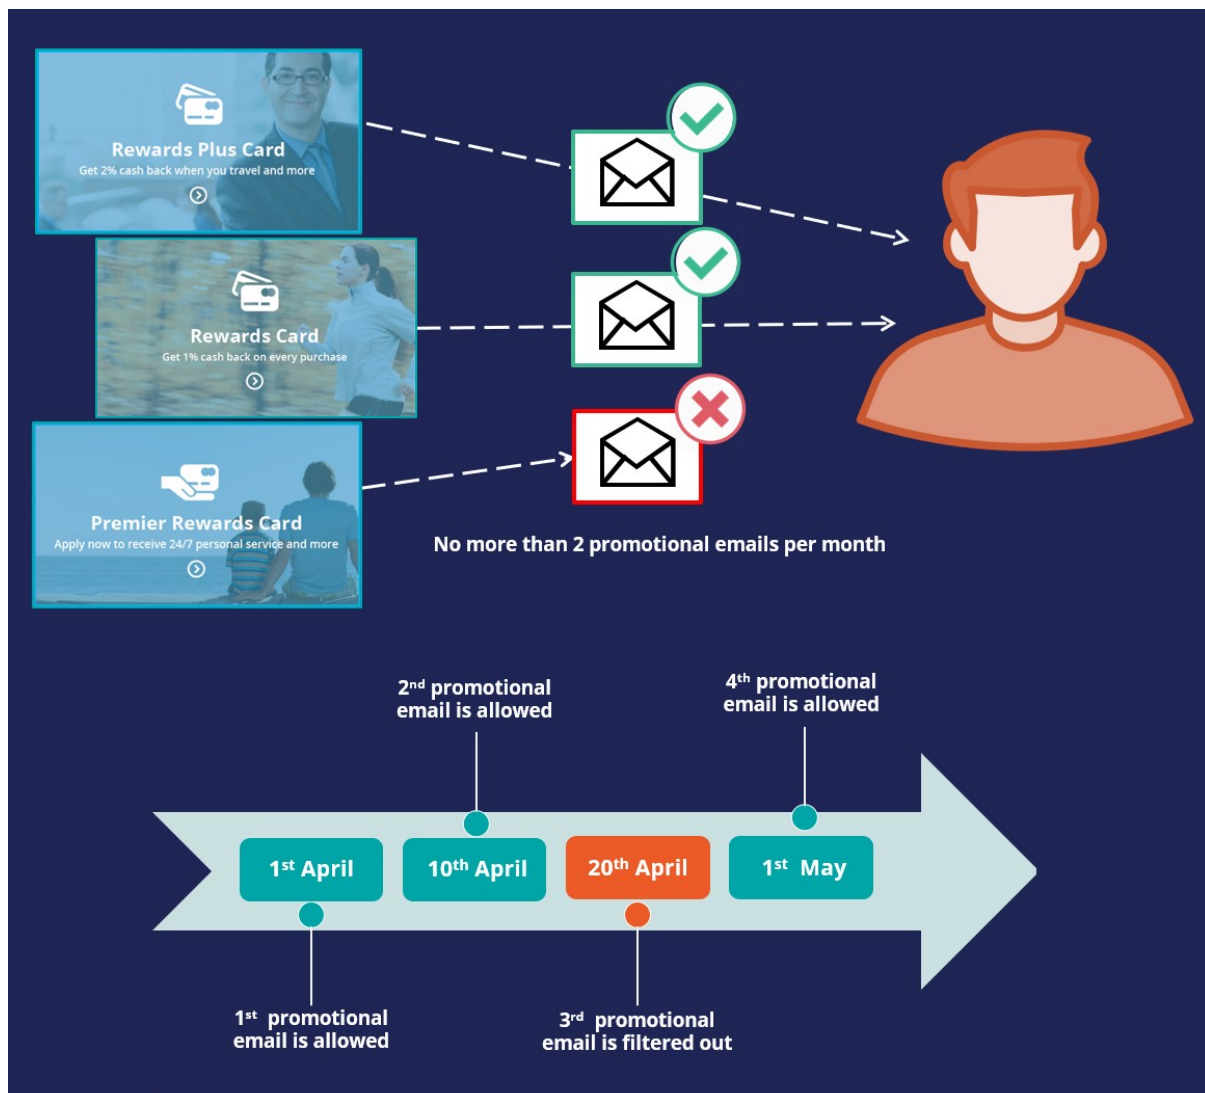 Rewards Plus Card
Get 2% cash back when you travel and more
Rewards Card
Get 1% cash back on every purchase
Premier Rewards Card
Apply now to receive 24/7 personal service and more
No more than 2 promotional emails per month
2nd promotional
email is allowed
4th promotional
email is allowed
1st April
10th April
20th April
1st May
1st promotional
email is allowed
3rd promotional
email is filtered out